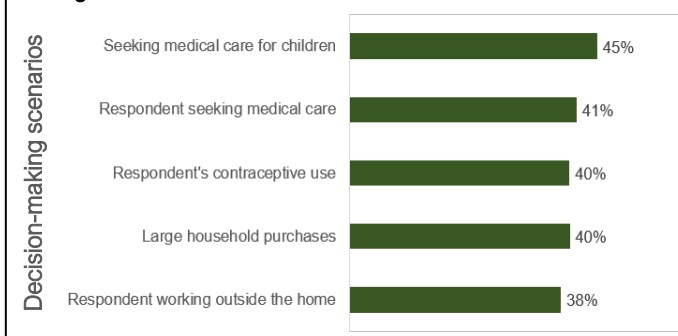 Decision-making scenarios
Seeking medical care for children
45%
Respondent seeking medical care
41%
Respondent's contraceptive use
40%
Large household purchases
40%
Respondent working outside the home
38%